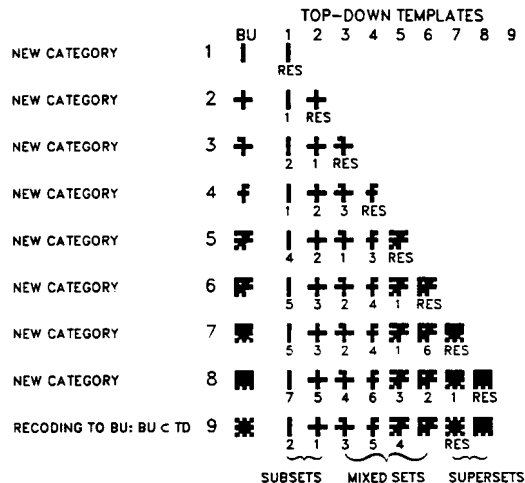 TOP-DOWN TEMPLATES
BU 1 2 3 4 5 6 7 8 9
NEW CATEGORY 1
RES
NEW CATEGORY 2
1 RES
NEW CATEGORY 3
2 1 RES
NEW CATEGORY 4
1 2 3 RES
NEW CATEGORY 5
4 2 1 3 RES
NEW CATEGORY 6
5 3 2 4 1 RES
NEW CATEGORY 7
5 3 2 4 1 6 RES
NEW CATEGORY 8
7 5 4 6 3 2 1 RES
RECODING TO BU: BU ⊂ TD 9
2 1 3 5 4 RES
SUBSETS MIXED SETS SUPERSETS